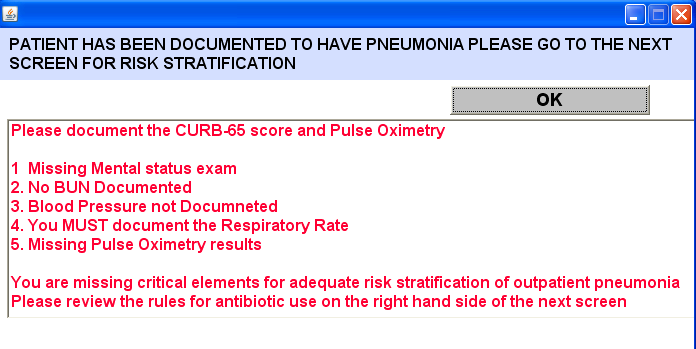 PATIENT HAS BEEN DOCUMENTED TO HAVE PNEUMONIA PLEASE GO TO THE NEXT
SCREEN FOR RISK STRATIFICATION
OK
Please document the CURB-65 score and Pulse Oximetry
1  Missing Mental status exam
2. No BUN Documented
3. Blood Pressure not Documneted
4. You MUST document the Respiratory Rate
5. Missing Pulse Oximetry results
You are missing critical elements for adequate risk stratification of outpatient pneumonia
Please review the rules for antibiotic use on the right hand side of the next screen